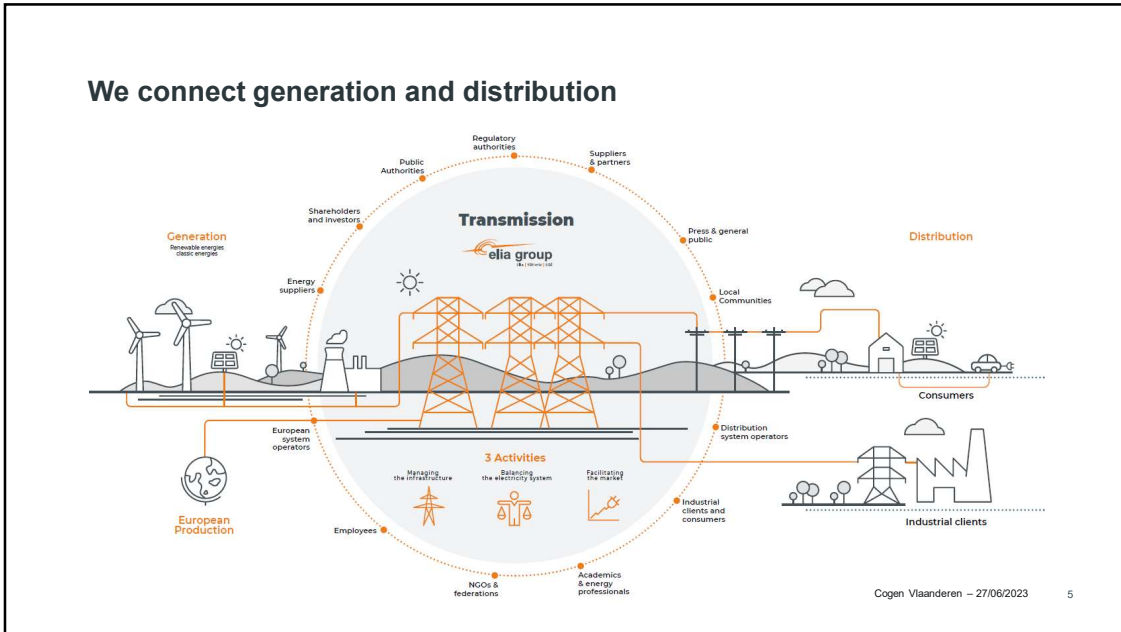 We connect generation and distribution
Regulatory
authorities
Suppliers
& partners
Public
Authorities
Shareholders
and investors
Transmission
elia group
Press & general
public
Generation
Renewable energies
classic energies
Distribution
Energy
suppliers
Local
Communities
Consumers
European
system
operators
Distribution
system operators
3 Activities
Managing
the infrastructure
Balancing
the electricity system
Facilitating
the market
European
Production
Employees
Industrial
clients and
consumers
Industrial clients
NGOs &
federations
Academics
& energy
professionals
Cogen Vlaanderen – 27/06/2023
5